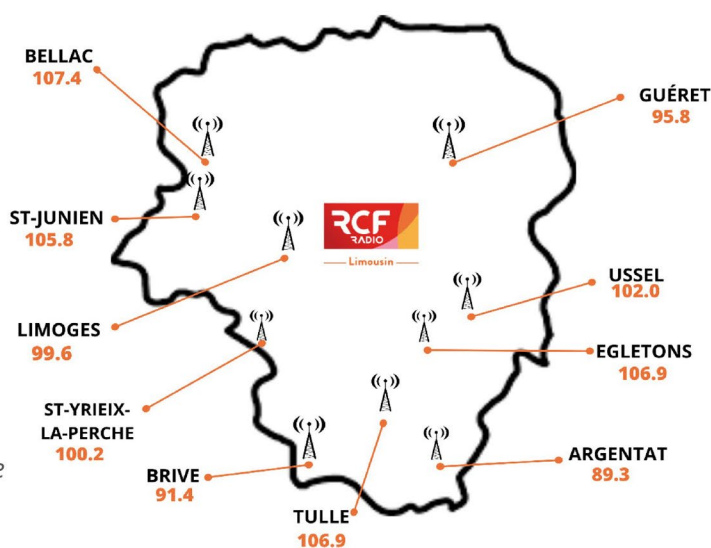 BELLAC
107.4
GUÉRET
95.8
ST-JUNIEN
105.8
RCF
RADIO
Limousin
USSEL
102.0
LIMOGES
99.6
EGLETONS
106.9
ST-YRIEIX-
LA-PERCHE
100.2
ARGENTAT
89.3
BRIVE
91.4
TULLE
106.9
e